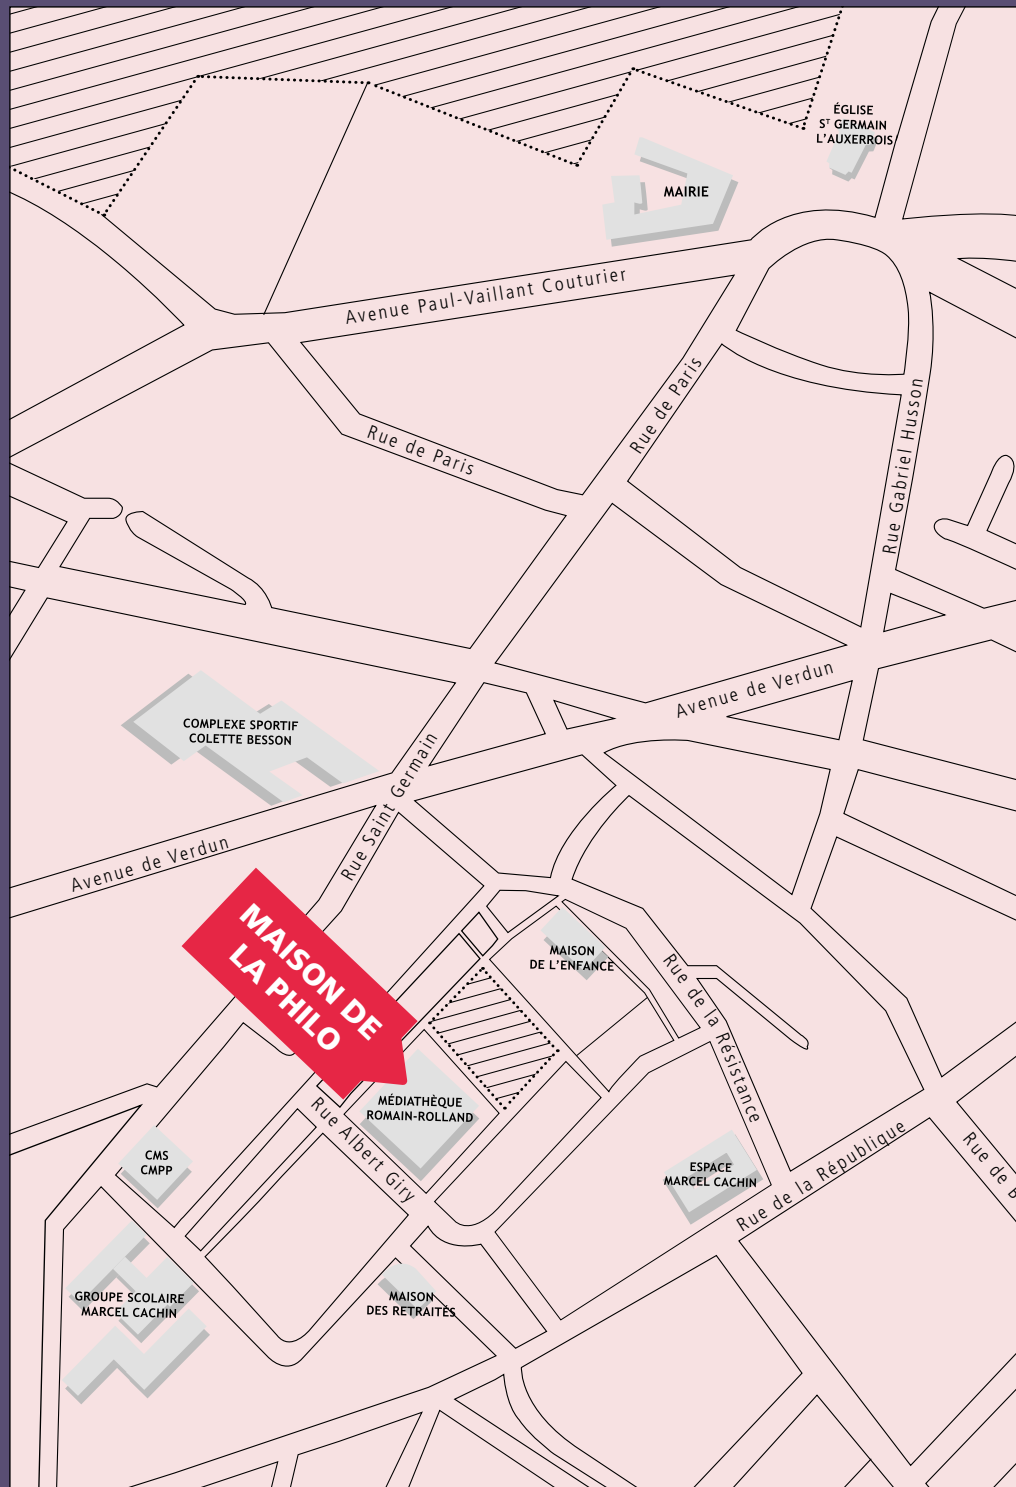 ÉGLISE
ST GERMAIN
L'AUXERROIS
MAIRIE
Avenue Paul-Vaillant Couturier
Rue de Paris
Rue de Paris
Rue Gabriel Husson
Avenue de Verdun
COMPLEXE SPORTIF
COLETTE BESSON
Rue Saint Germain
Avenue de Verdun
MAISON DE
LA PHILO
MAISON
DE L'ENFANCE
Rue de la Résistance
MÉDIATHÈQUE
ROMAIN-ROLLAND
Rue Albert Giry
CMS
CMPP
ESPACE
MARCEL CACHIN
Rue de la République
Rue de B
GROUPE SCOLAIRE
MARCEL CACHIN
MAISON
DES RETRAITÉS